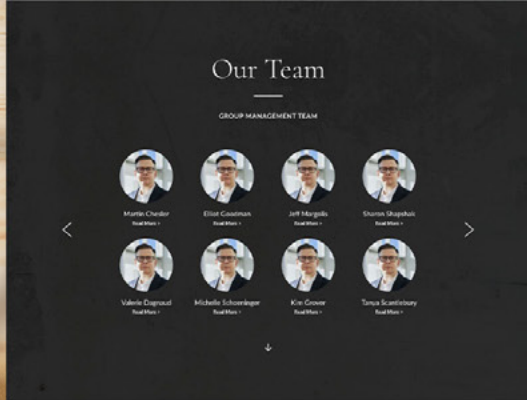 Our Team
GROUP MANAGEMENT TEAM
Martin Chesler Elliot Goodman Jeff Margolis Sharon Shapshak
Read More > Read More > Read More > Read More >
Valerie Dagnaud Michelle Schoeninger Kim Grover Tanya Scantlebury
Read More > Read More > Read More > Read More >